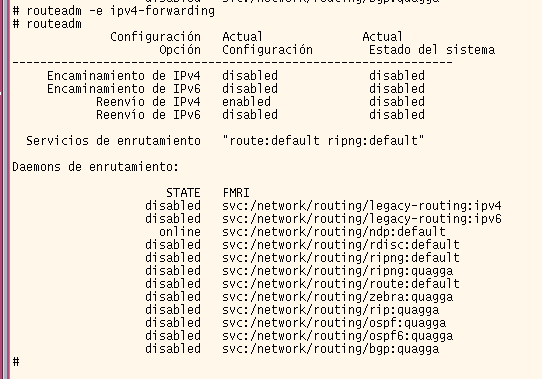 disabled   svc:/network/routing/bgp:quagga
# routeadm -e ipv4-forwarding
# routeadm
              Configuración   Actual              Actual
                     Opción   Configuración        Estado del sistema
---------------------------------------------------------------
     Encaminamiento de IPv4   disabled             disabled
     Encaminamiento de IPv6   disabled             disabled
            Reenvío de IPv4   enabled              disabled
            Reenvío de IPv6   disabled             disabled

  Servicios de enrutamiento   "route:default ripng:default"

Daemons de enrutamiento:

                      STATE   FMRI
                   disabled   svc:/network/routing/legacy-routing:ipv4
                   disabled   svc:/network/routing/legacy-routing:ipv6
                     online   svc:/network/routing/ndp:default
                   disabled   svc:/network/routing/rdisc:default
                   disabled   svc:/network/routing/ripng:default
                   disabled   svc:/network/routing/ripng:quagga
                   disabled   svc:/network/routing/route:default
                   disabled   svc:/network/routing/zebra:quagga
                   disabled   svc:/network/routing/rip:quagga
                   disabled   svc:/network/routing/ospf:quagga
                   disabled   svc:/network/routing/ospf6:quagga
                   disabled   svc:/network/routing/bgp:quagga
#